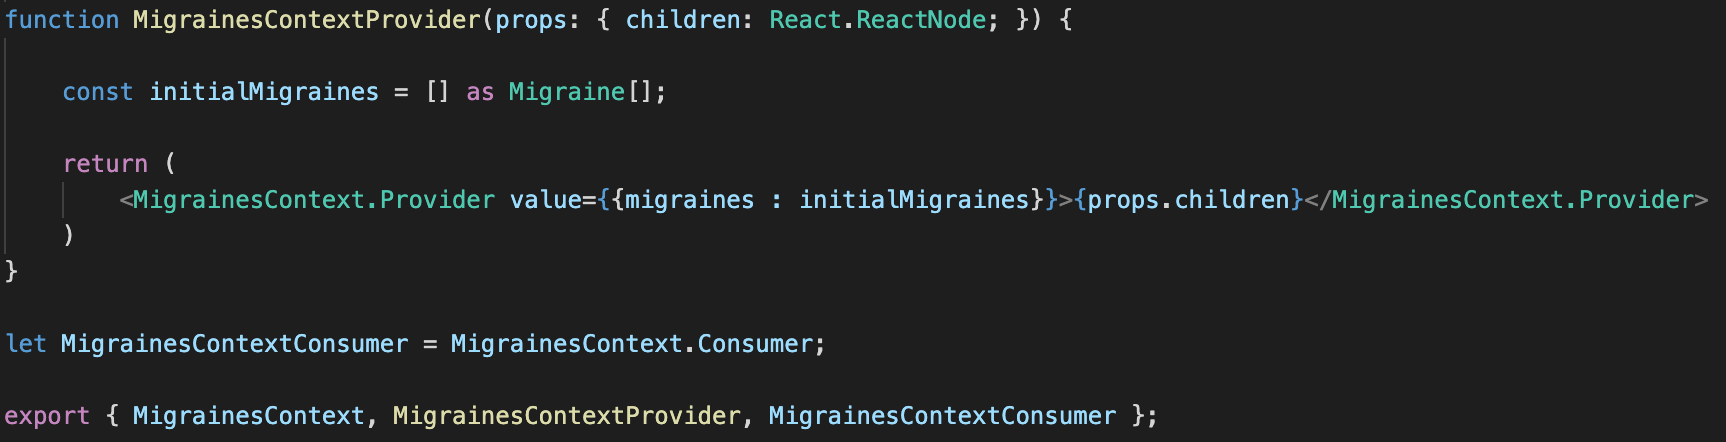 function MigrainesContextProvider(props: { children: React.ReactNode; }) {
const initialMigraines = [] as Migraine[];
return (
<MigrainesContext.Provider value={{migraines : initialMigraines}}>{props.children}</MigrainesContext.Provider>
)
}
let MigrainesContextConsumer = MigrainesContext.Consumer;
export { MigrainesContext, MigrainesContextProvider, MigrainesContextConsumer };